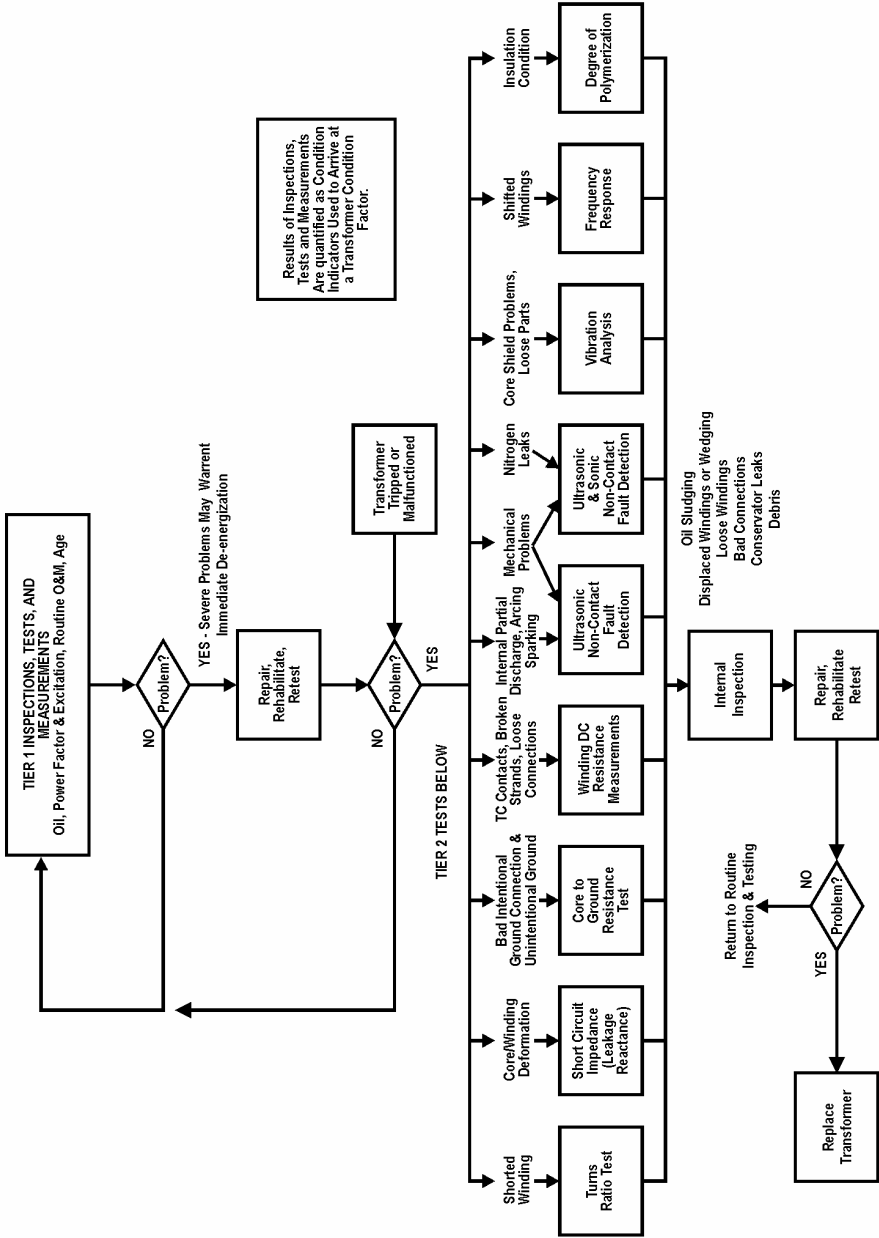 TIER 1 INSPECTIONS, TESTS, AND
MEASUREMENTS
Oil, Power Factor & Excitation, Routine O&M, Age
Problem?
NO
YES - Severe Problems May Warrent
Immediate De-energization
Repair,
Rehabilitate,
Retest
Results of Inspections,
Tests and Measurements
Are quantified as Condition
Indicators Used to Arrive at
a Transformer Condition
Factor.
Transformer
Tripped or
Malfunctioned
Problem?
NO
YES
TIER 2 TESTS BELOW
Shorted
Winding
Core/Winding
Deformation
Bad Intentional
Ground Connection &
Unintentional Ground
TC Contacts, Broken
Strands, Loose
Connections
Internal Partial
Discharge, Arcing
Sparking
Mechanical
Problems
Nitrogen
Leaks
Core Shield Problems,
Loose Parts
Shifted
Windings
Insulation
Condition
Turns
Ratio Test
Short Circuit
Impedance
(Leakage
Reactance)
Core to
Ground
Resistance
Test
Winding DC
Resistance
Measurements
Ultrasonic
Non-Contact
Fault
Detection
Ultrasonic
& Sonic
Non-Contact
Fault Detection
Vibration
Analysis
Frequency
Response
Degree of
Polymerization
Oil Sludging
Displaced Windings or Wedging
Loose Windings
Bad Connections
Conservator Leaks
Debris
Internal
Inspection
Repair,
Rehabilitate
Retest
Return to Routine
Inspection & Testing
NO
Problem?
YES
Replace
Transformer